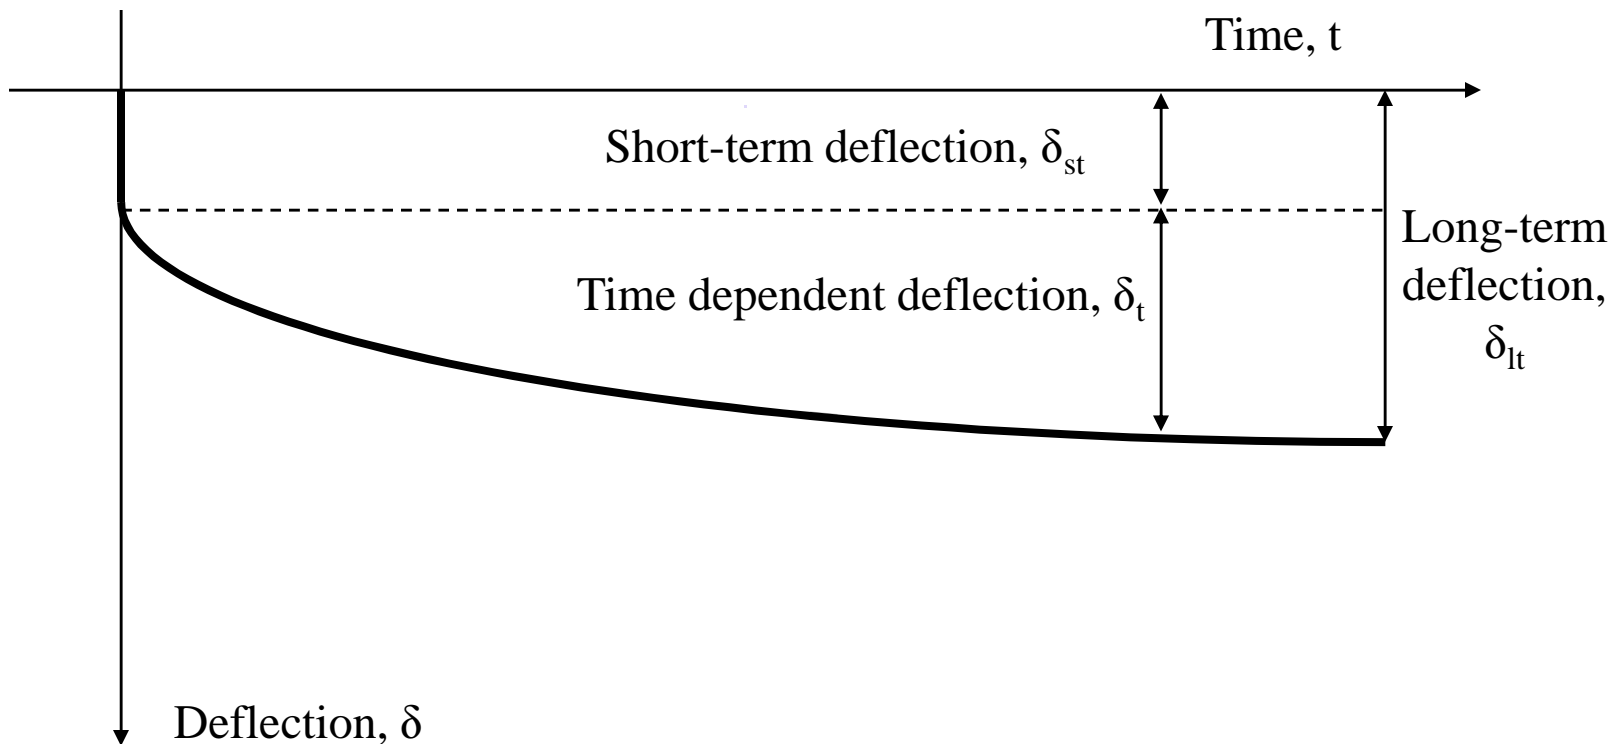 Time, t
Short-term deflection, δst
Long-term
deflection,
δlt
Time dependent deflection, δt
Deflection, δ